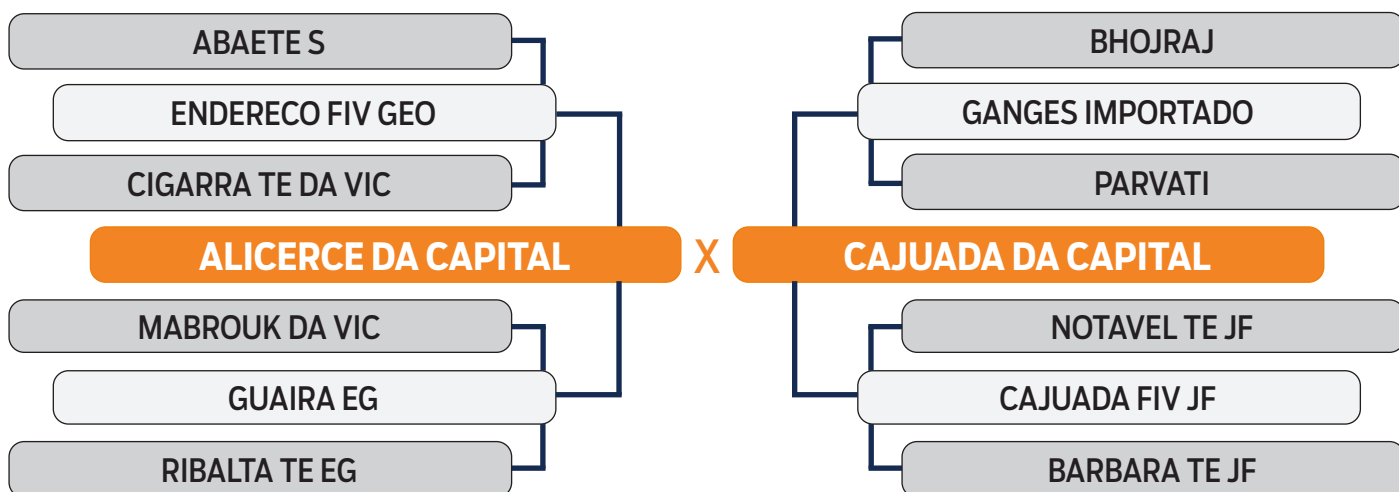 ABAETE S
ENDERECO FIV GEO
CIGARRA TE DA VIC
ALICERCE DA CAPITAL
MABROUK DA VIC
GUAIRA EG
RIBALTA TE EG
X
BHOJRAJ
GANGES IMPORTADO
PARVATI
CAJUADA DA CAPITAL
NOTAVEL TE JF
CAJUADA FIV JF
BARBARA TE JF